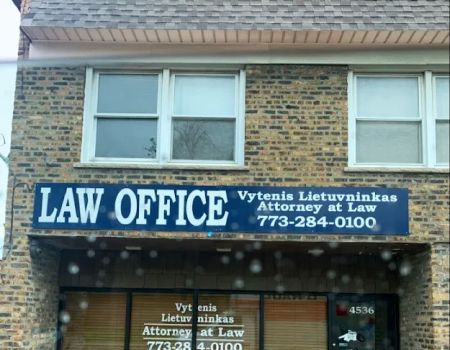 LAW OFFICE
Vytenis Lietuvninkas
Attorney at Law
773-284-0100
Vytenis
Lietuvninkas
Attorney at Law
773-284-0100
4536